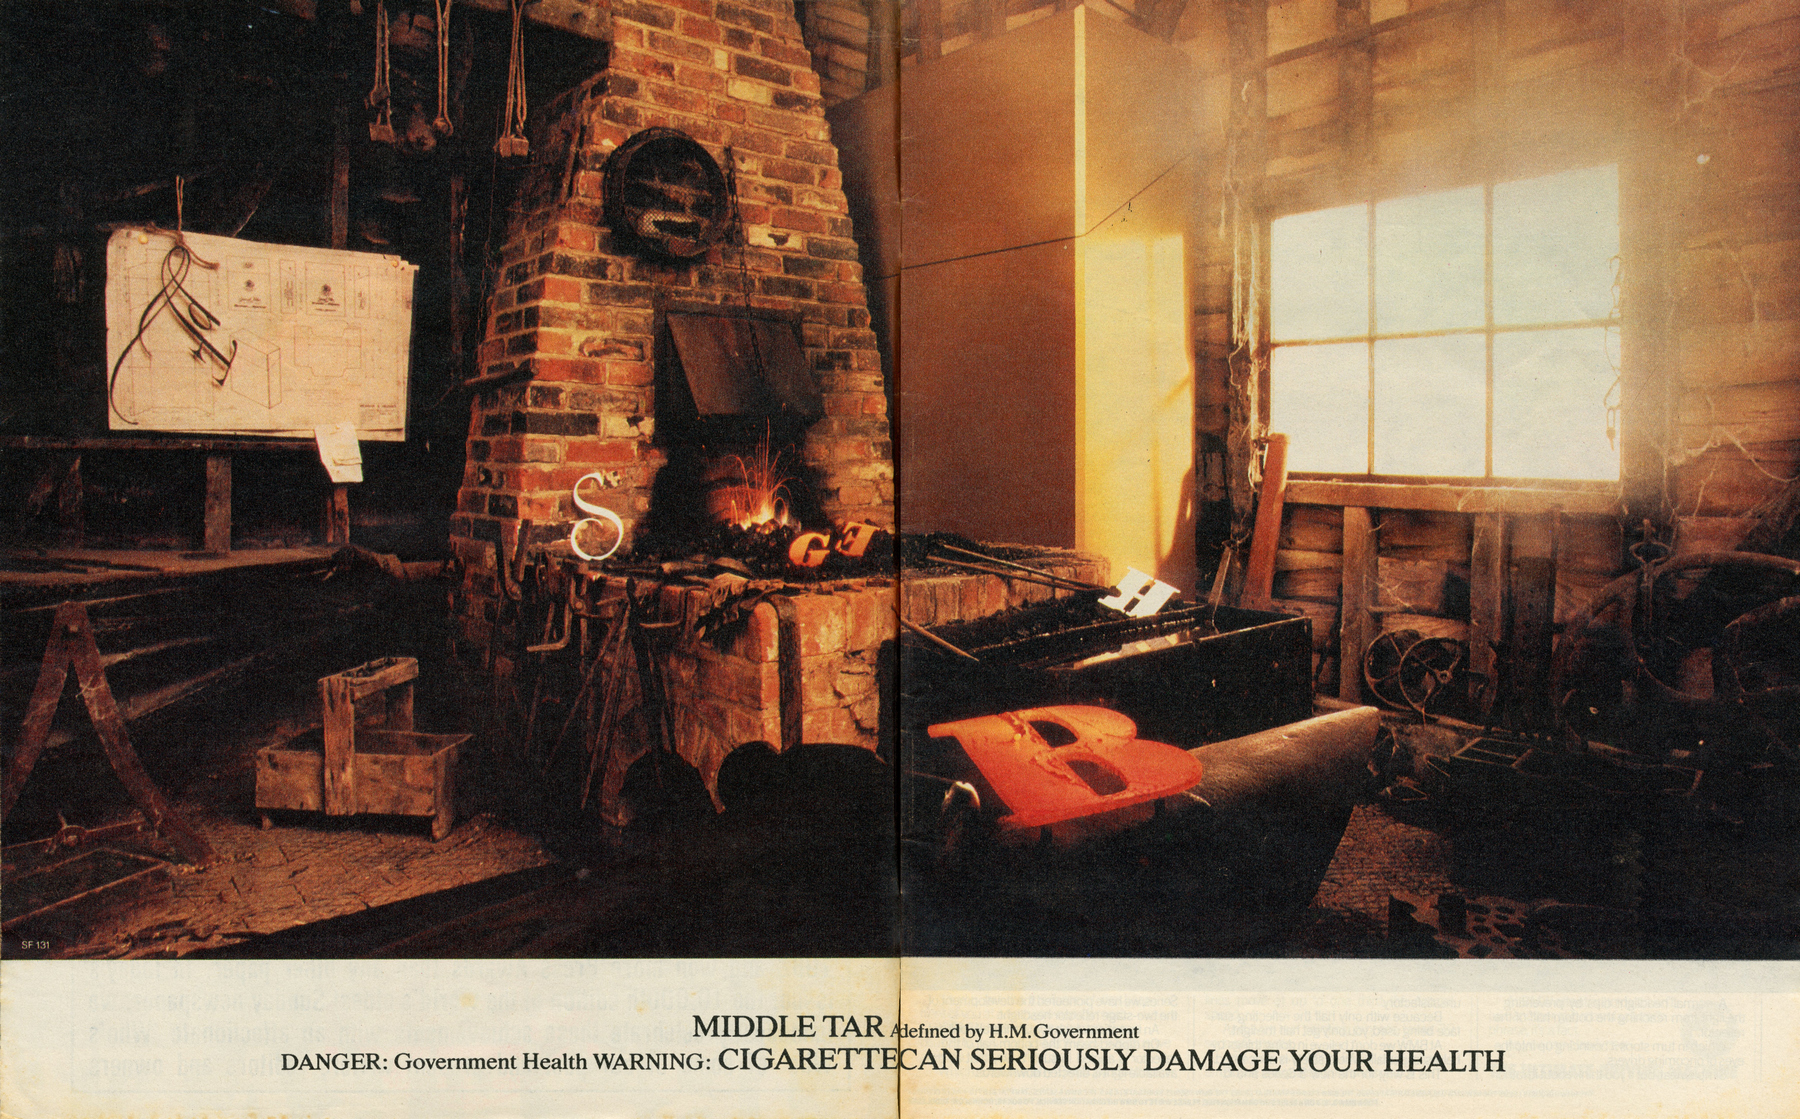 S
G E
H
B
SF 131
MIDDLE TAR As defined by H.M. Government
DANGER: Government Health WARNING: CIGARETTES CAN SERIOUSLY DAMAGE YOUR HEALTH